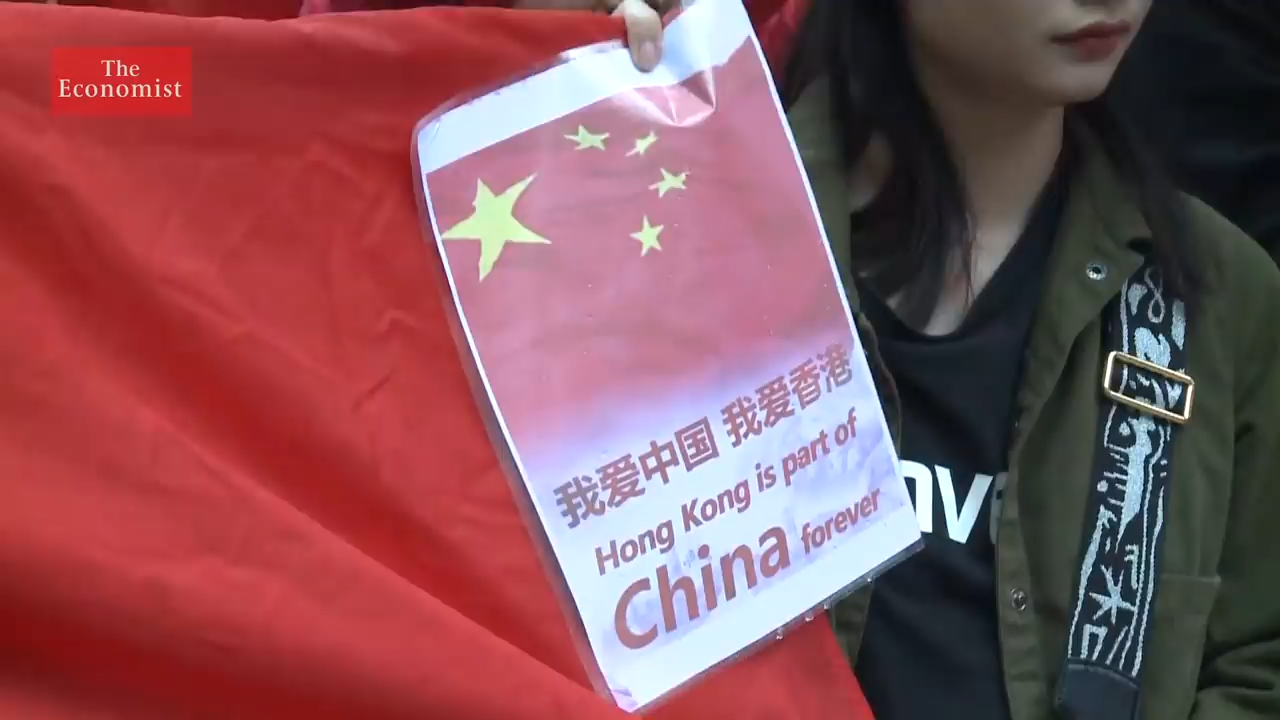 The
Economist
我爱中国 我爱香港
Hong Kong is part of
China forever